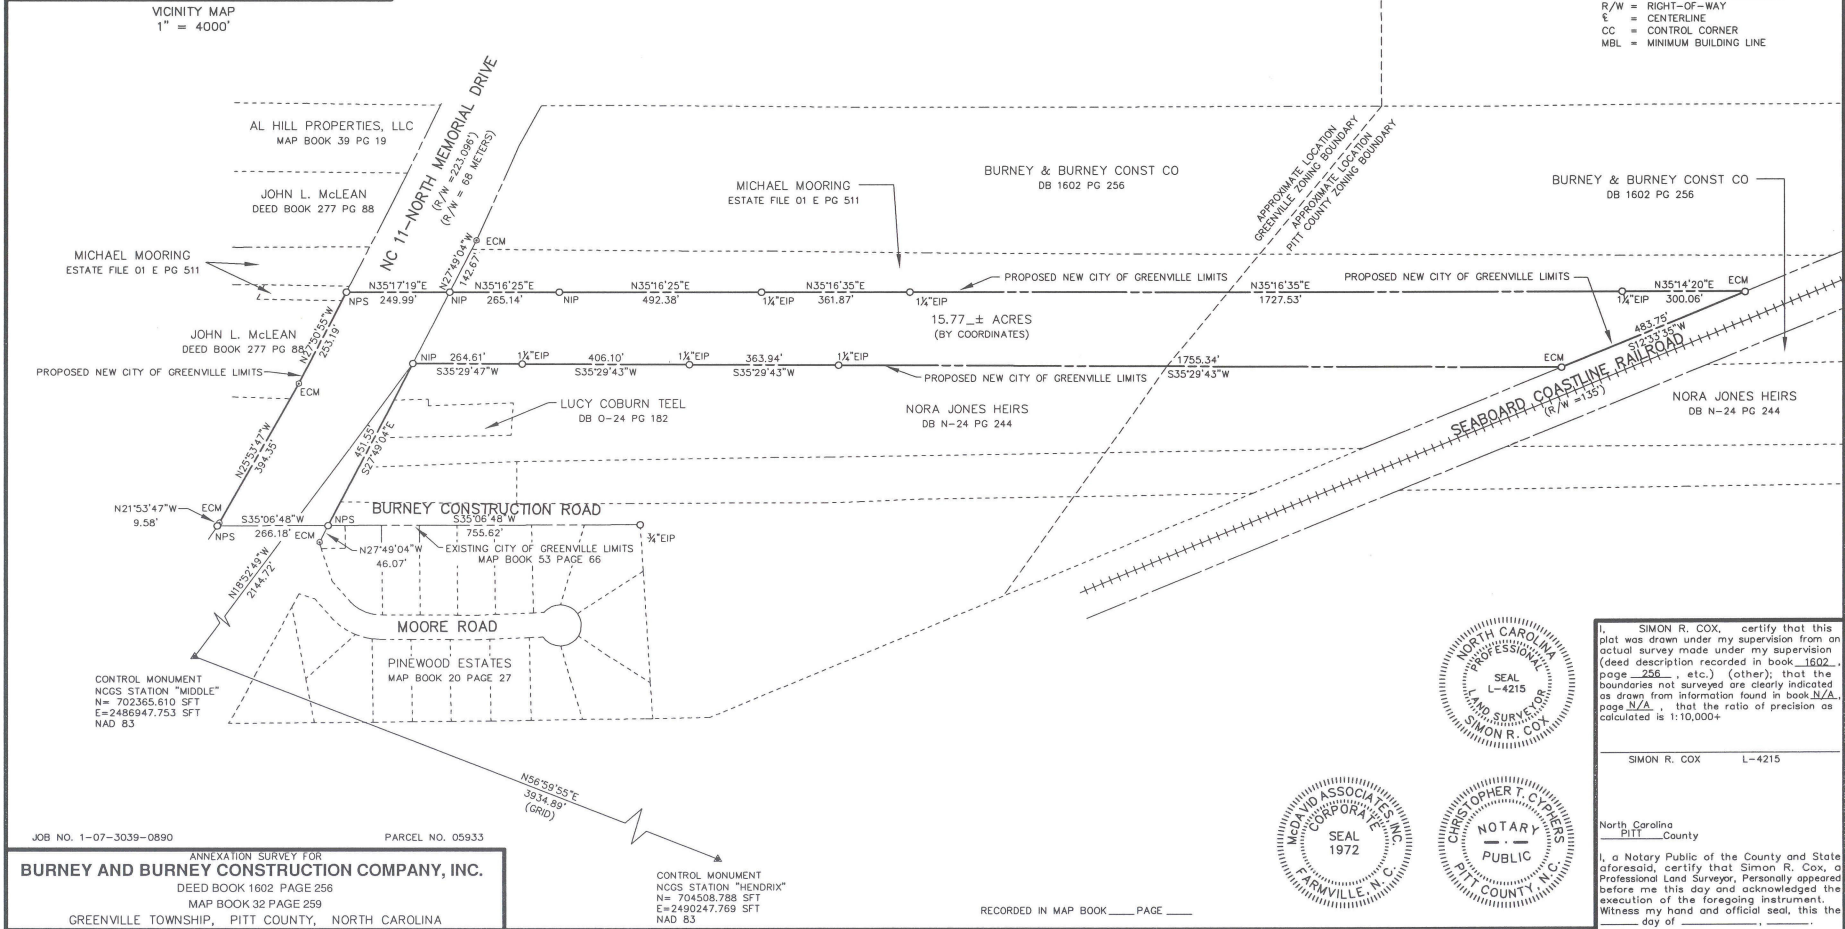 VICINITY MAP
1" = 4000'
R/W = RIGHT-OF-WAY
℄ = CENTERLINE
CC = CONTROL CORNER
MBL = MINIMUM BUILDING LINE
AL HILL PROPERTIES, LLC
MAP BOOK 39 PG 19
JOHN L. McLEAN
DEED BOOK 277 PG 88
MICHAEL MOORING
ESTATE FILE 01 E PG 511
JOHN L. McLEAN
DEED BOOK 277 PG 88
PROPOSED NEW CITY OF GREENVILLE LIMITS
NC 11-NORTH MEMORIAL DRIVE
(R/W =223.096')
(R/W = 68 METERS)
N27°49'04"W
142.67'
ECM
MICHAEL MOORING
ESTATE FILE 01 E PG 511
BURNEY & BURNEY CONST CO
DB 1602 PG 256
APPROXIMATE LOCATION
GREENVILLE ZONING BOUNDARY
APPROXIMATE LOCATION
PITT COUNTY ZONING BOUNDARY
BURNEY & BURNEY CONST CO
DB 1602 PG 256
PROPOSED NEW CITY OF GREENVILLE LIMITS
PROPOSED NEW CITY OF GREENVILLE LIMITS
N35°17'19"E
249.99'
NPS
NIP
N35°16'25"E
265.14'
NIP
N35°16'25"E
492.38'
1¼"EIP
N35°16'35"E
361.87'
1¼"EIP
N35°16'35"E
1727.53'
1¼"EIP
N35°14'20"E
300.06'
ECM
15.77_± ACRES
(BY COORDINATES)
483.75'
S12°33'35"W
N27°50'55"W
253.19'
ECM
NIP
264.61'
S35°29'47"W
1¼"EIP
406.10'
S35°29'43"W
1¼"EIP
363.94'
S35°29'43"W
1¼"EIP
1755.34'
S35°29'43"W
ECM
PROPOSED NEW CITY OF GREENVILLE LIMITS
SEABOARD COASTLINE RAILROAD
(R/W =135')
LUCY COBURN TEEL
DB O-24 PG 182
NORA JONES HEIRS
DB N-24 PG 244
NORA JONES HEIRS
DB N-24 PG 244
N25°53'47"W
394.35'
451.55'
S27°49'04"E
N21°53'47"W
9.58'
ECM
NPS
S35°06'48"W
266.18'
ECM
NPS
BURNEY CONSTRUCTION ROAD
S35°06'48"W
755.62'
¾"EIP
N27°49'04"W
46.07'
EXISTING CITY OF GREENVILLE LIMITS
MAP BOOK 53 PAGE 66
N18°52'49"W
2144.72'
MOORE ROAD
PINEWOOD ESTATES
MAP BOOK 20 PAGE 27
CONTROL MONUMENT
NCGS STATION "MIDDLE"
N= 702365.610 SFT
E=2486947.753 SFT
NAD 83
N56°59'55"E
3934.89'
(GRID)
CONTROL MONUMENT
NCGS STATION "HENDRIX"
N= 704508.788 SFT
E=2490247.769 SFT
NAD 83
JOB NO. 1-07-3039-0890
PARCEL NO. 05933
ANNEXATION SURVEY FOR
BURNEY AND BURNEY CONSTRUCTION COMPANY, INC.
DEED BOOK 1602 PAGE 256
MAP BOOK 32 PAGE 259
GREENVILLE TOWNSHIP, PITT COUNTY, NORTH CAROLINA
RECORDED IN MAP BOOK ____ PAGE ____
NORTH CAROLINA
PROFESSIONAL
SEAL
L-4215
LAND SURVEYOR
SIMON R. COX
McDAVID ASSOCIATES, INC.
CORPORATE
SEAL
1972
FARMVILLE, N.C.
CHRISTOPHER T. CYPHERS
NOTARY
PUBLIC
PITT COUNTY, N.C.
I, SIMON R. COX, certify that this
plat was drawn under my supervision from an
actual survey made under my supervision
(deed description recorded in book 1602,
page 256, etc.) (other); that the
boundaries not surveyed are clearly indicated
as drawn from information found in book N/A,
page N/A, that the ratio of precision as
calculated is 1:10,000+
SIMON R. COX L-4215
North Carolina
PITT County
I, a Notary Public of the County and State
aforesaid, certify that Simon R. Cox, a
Professional Land Surveyor, Personally appeared
before me this day and acknowledged the
execution of the foregoing instrument.
Witness my hand and official seal, this the
____ day of ____, ____.